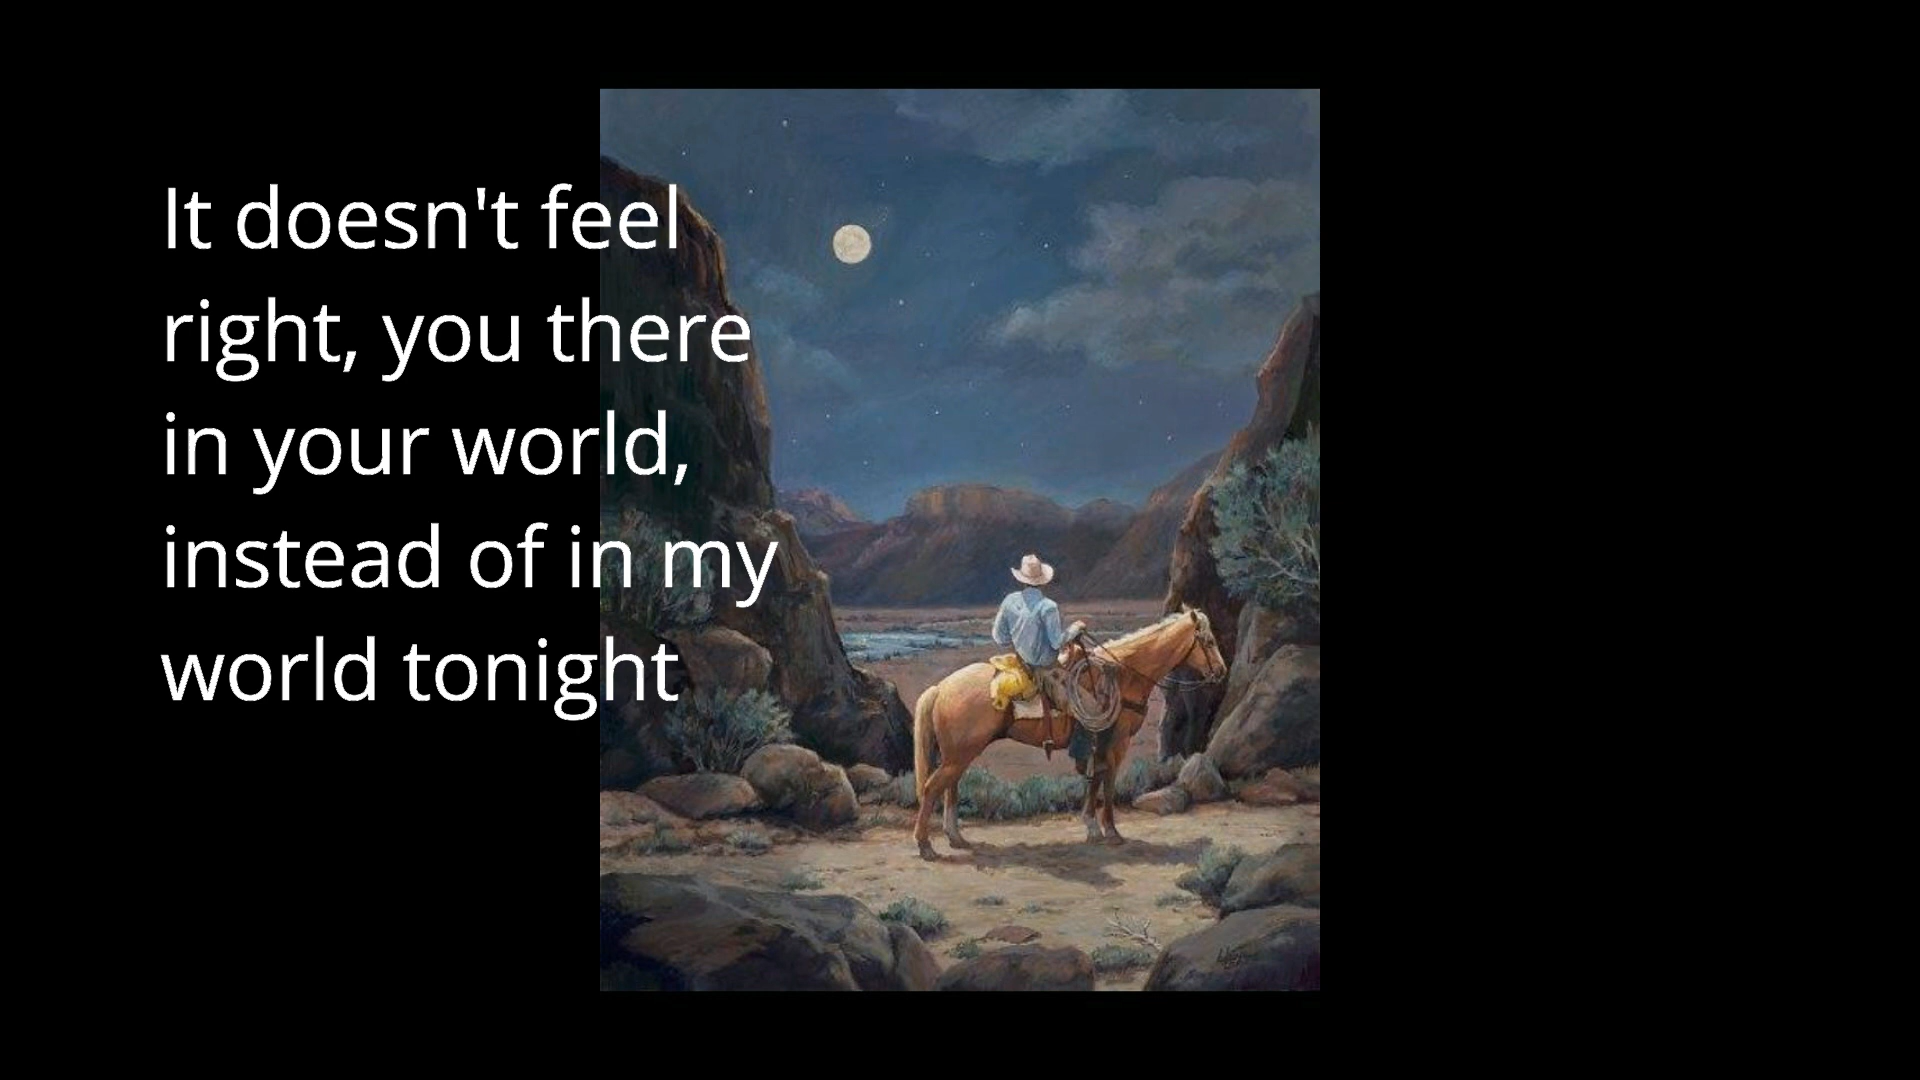 It doesn't feel
right, you there
in your world,
instead of in my
world tonight